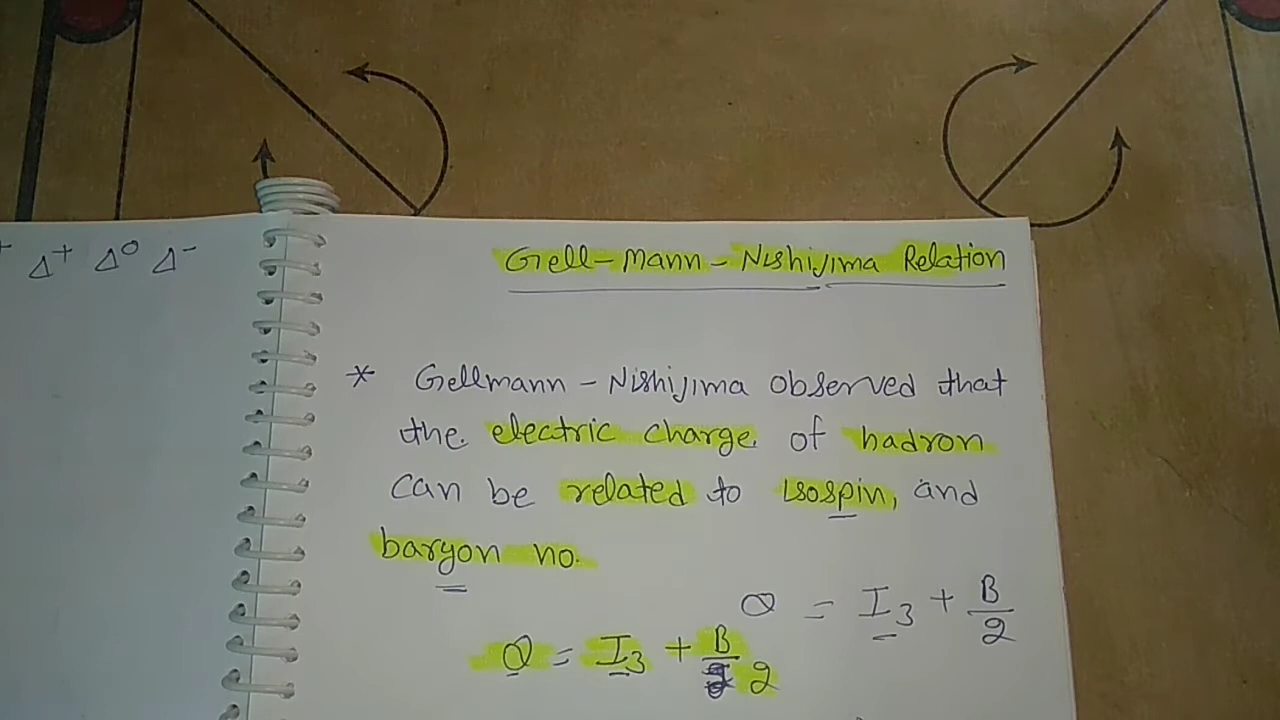 Δ⁺ Δ⁰ Δ⁻
Gell-Mann-Nishijima Relation
* Gellmann-Nishijima observed that
the electric charge of hadron
can be related to Isospin, and
baryon no.
Q = I₃ + B/2
Q = I₃ + B/2